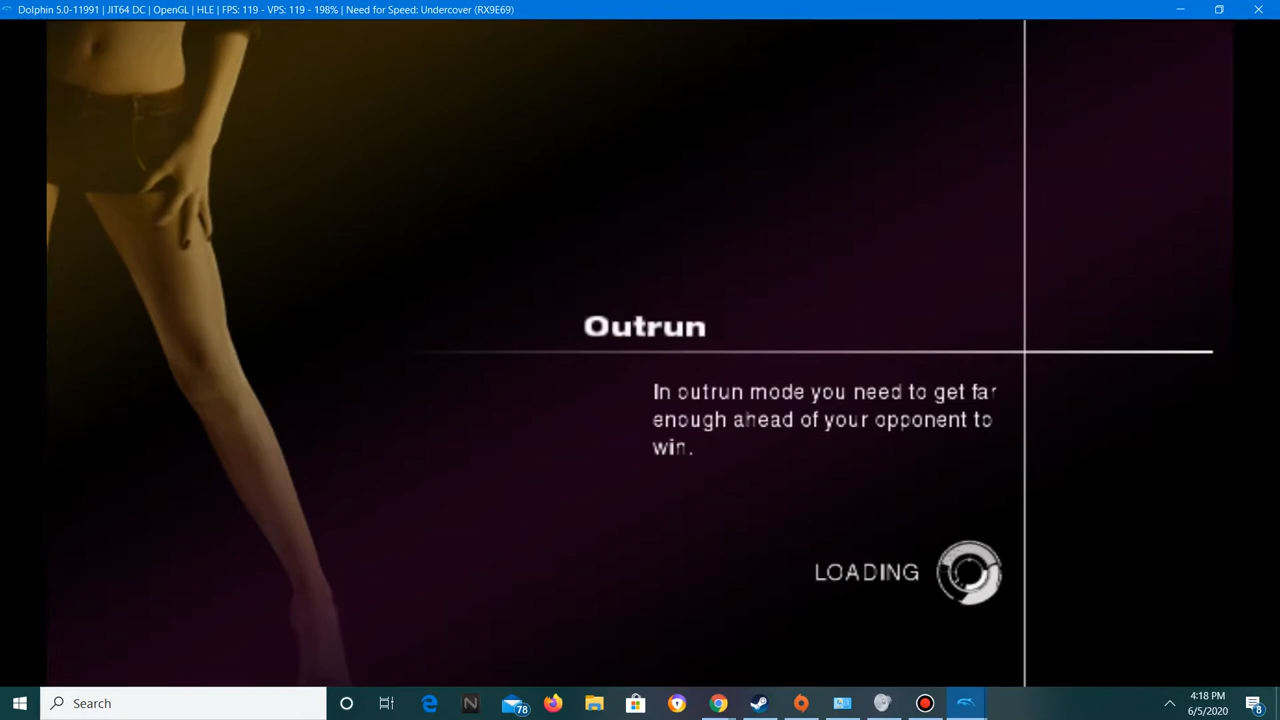 Dolphin 5.0-11991 | JIT64 DC | OpenGL | HLE | FPS: 119 - VPS: 119 - 198% | Need for Speed: Undercover (RX9E69)
Outrun
In outrun mode you need to get far
enough ahead of your opponent to
win.
LOADING
Search
78
4:18 PM
6/5/2020
8